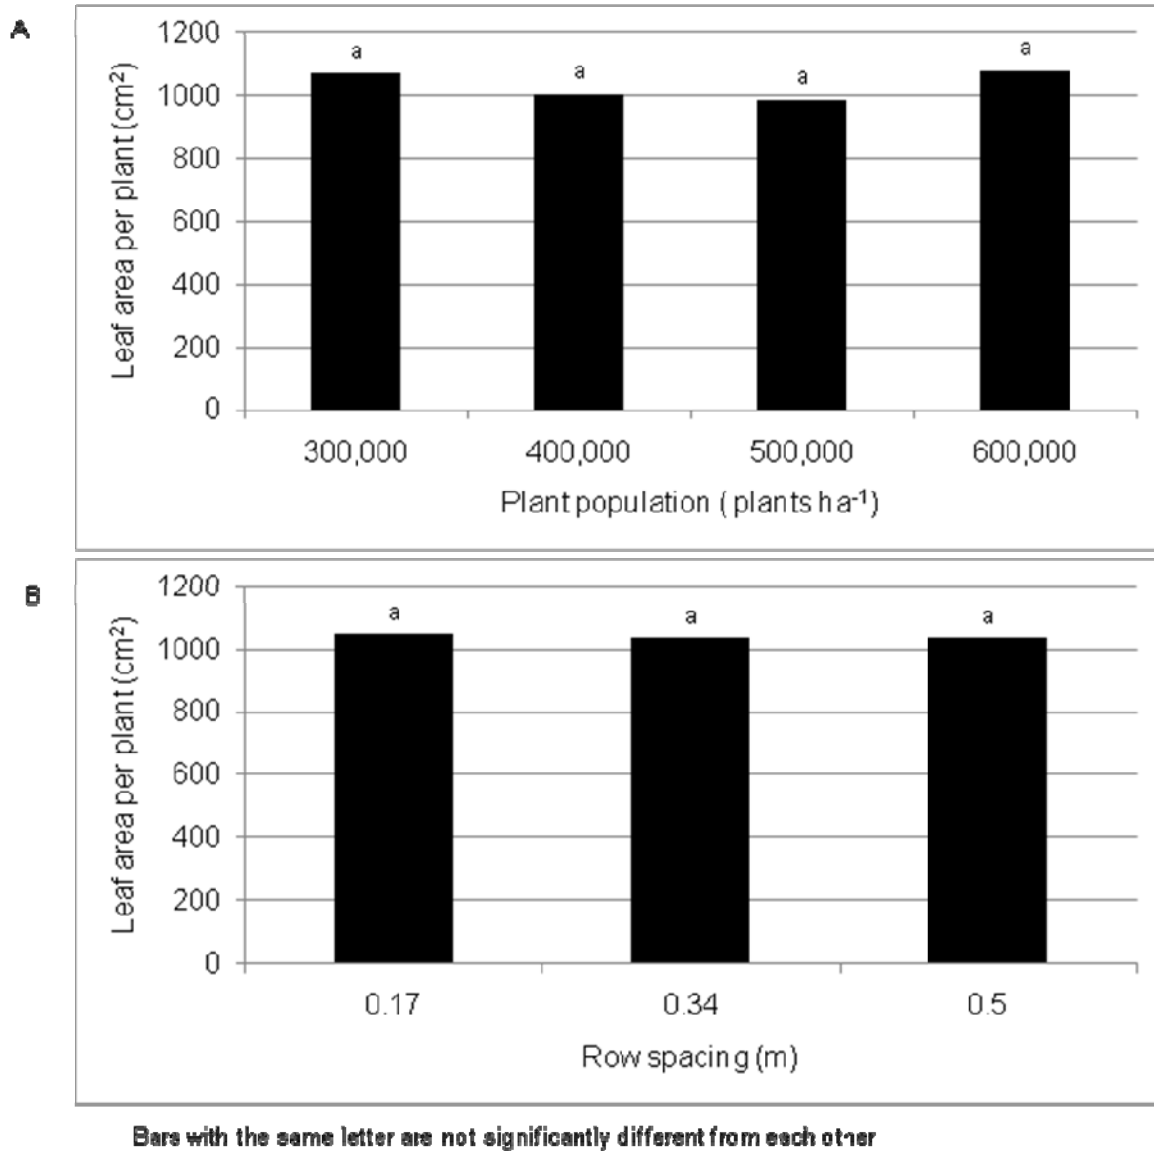 A
1200
1000
800
600
400
200
0
Leaf area per plant (cm²)
a a a a
300,000 400,000 500,000 600,000
Plant population ( plants ha⁻¹)
B
1200
1000
800
600
400
200
0
Leaf area per plant (cm²)
a a a
0.17 0.34 0.5
Row spacing (m)
Bars with the same letter are not significantly different from each other